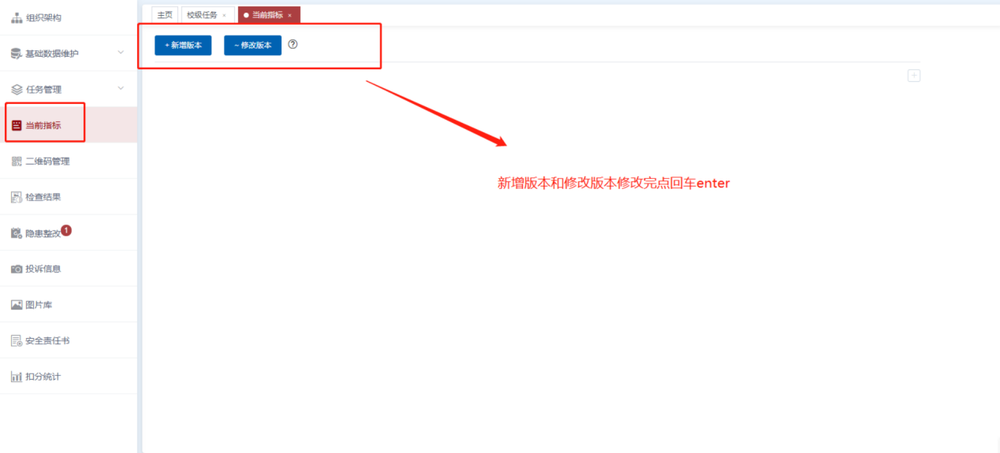 组织架构
基础数据维护
任务管理
当前指标
二维码管理
检查结果
隐患整改 1
投诉信息
图片库
安全责任书
扣分统计
主页 校级任务 × 当前指标 ×
+ 新增版本 ~ 修改版本 ?
+
新增版本和修改版本修改完点回车enter